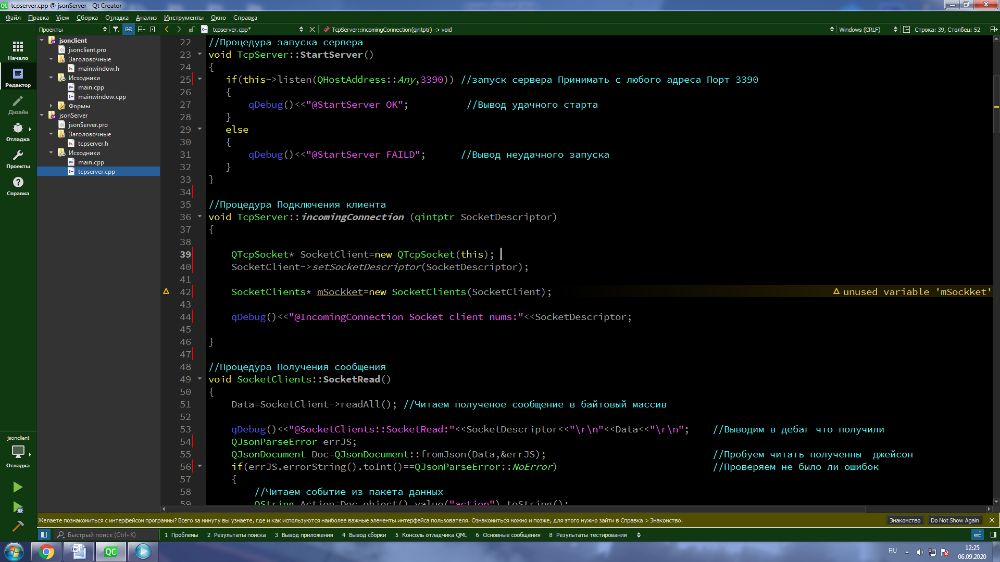 QC tcpserver.cpp @ jsonServer - Qt Creator
Файл Правка View Сборка Отладка Анализ Инструменты Окно Справка
Проекты tcpserver.cpp* TcpServer::incomingConnection(qintptr) -> void Windows (CRLF) Строка: 39, Столбец: 52
Начало
Редактор
Дизайн
Отладка
Проекты
Справка
jsonclient
jsonclient.pro
Заголовочные
mainwindow.h
Исходники
main.cpp
mainwindow.cpp
Формы
jsonServer
jsonServer.pro
Заголовочные
tcpserver.h
Исходники
main.cpp
tcpserver.cpp
22 //Процедура запуска сервера
23 void TcpServer::StartServer()
24 {
25 if(this->listen(QHostAddress::Any,3390)) //запуск сервера Принимать с любого адреса Порт 3390
26 {
27 qDebug()<<"@StartServer OK"; //Вывод удачного старта
28 }
29 else
30 {
31 qDebug()<<"@StartServer FAILD"; //Вывод неудачного запуска
32 }
33 }
34
35 //Процедура Подключения клиента
36 void TcpServer::incomingConnection (qintptr SocketDescriptor)
37 {
38
39 QTcpSocket* SocketClient=new QTcpSocket(this);
40 SocketClient->setSocketDescriptor(SocketDescriptor);
41
42 SocketClients* mSockket=new SocketClients(SocketClient); unused variable 'mSockket'
43
44 qDebug()<<"@IncomingConnection Socket client nums:"<<SocketDescriptor;
45
46 }
47
48 //Процедура Получения сообщения
49 void SocketClients::SocketRead()
50 {
51 Data=SocketClient->readAll(); //Читаем полученое сообщение в байтовый массив
52
53 qDebug()<<"@SocketClients::SocketRead:"<<SocketDescriptor<<"\r\n"<<Data<<"\r\n"; //Выводим в дебаг что получили
54 QJsonParseError errJS;
55 QJsonDocument Doc=QJsonDocument::fromJson(Data,&errJS); //Пробуем читать полученны джейсон
56 if(errJS.errorString().toInt()==QJsonParseError::NoError) //Проверяем не было ли ошибок
57 {
58 //Читаем событие из пакета данных
59 QString Action=Doc.object().value("action").toString();
jsonclient
Отладка
Желаете познакомиться с интерфейсом программы? Всего за минуту вы узнаете, где и как используются наиболее важные элементы интерфейса пользователя. Ознакомиться можно и позже, для этого нужно зайти в Справка > Знакомство. Знакомство Do Not Show Again
Быстрый поиск (Ctrl+K) 1 Проблемы 2 Результаты поиска 3 Вывод приложения 4 Вывод сборки 5 Консоль отладчика QML 6 Основные сообщения 8 Результаты тестирования
QC
RU 12:25
06.09.2020